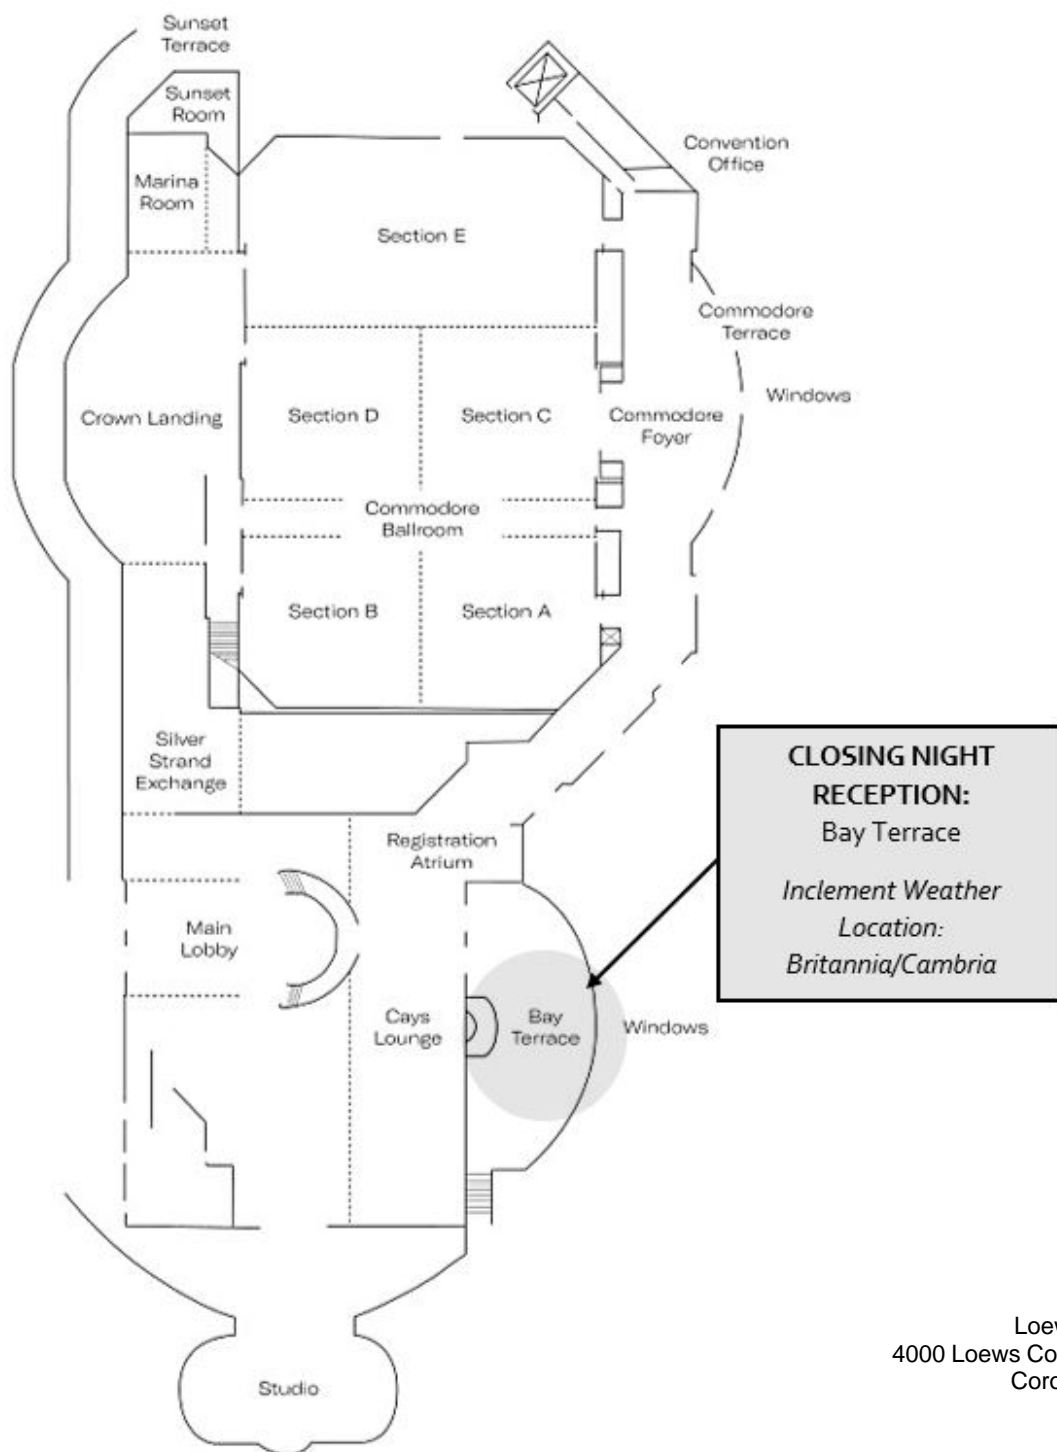 Sunset
Terrace
Sunset
Room
Convention
Office
Marina
Room
Section E
Commodore
Terrace
Windows
Crown Landing
Section D
Section C
Commodore
Foyer
Commodore
Ballroom
Section B
Section A
Silver
Strand
Exchange
CLOSING NIGHT
RECEPTION:
Bay Terrace
Inclement Weather
Location:
Britannia/Cambria
Registration
Atrium
Main
Lobby
Cays
Lounge
Bay
Terrace
Windows
Studio
4000 Loews